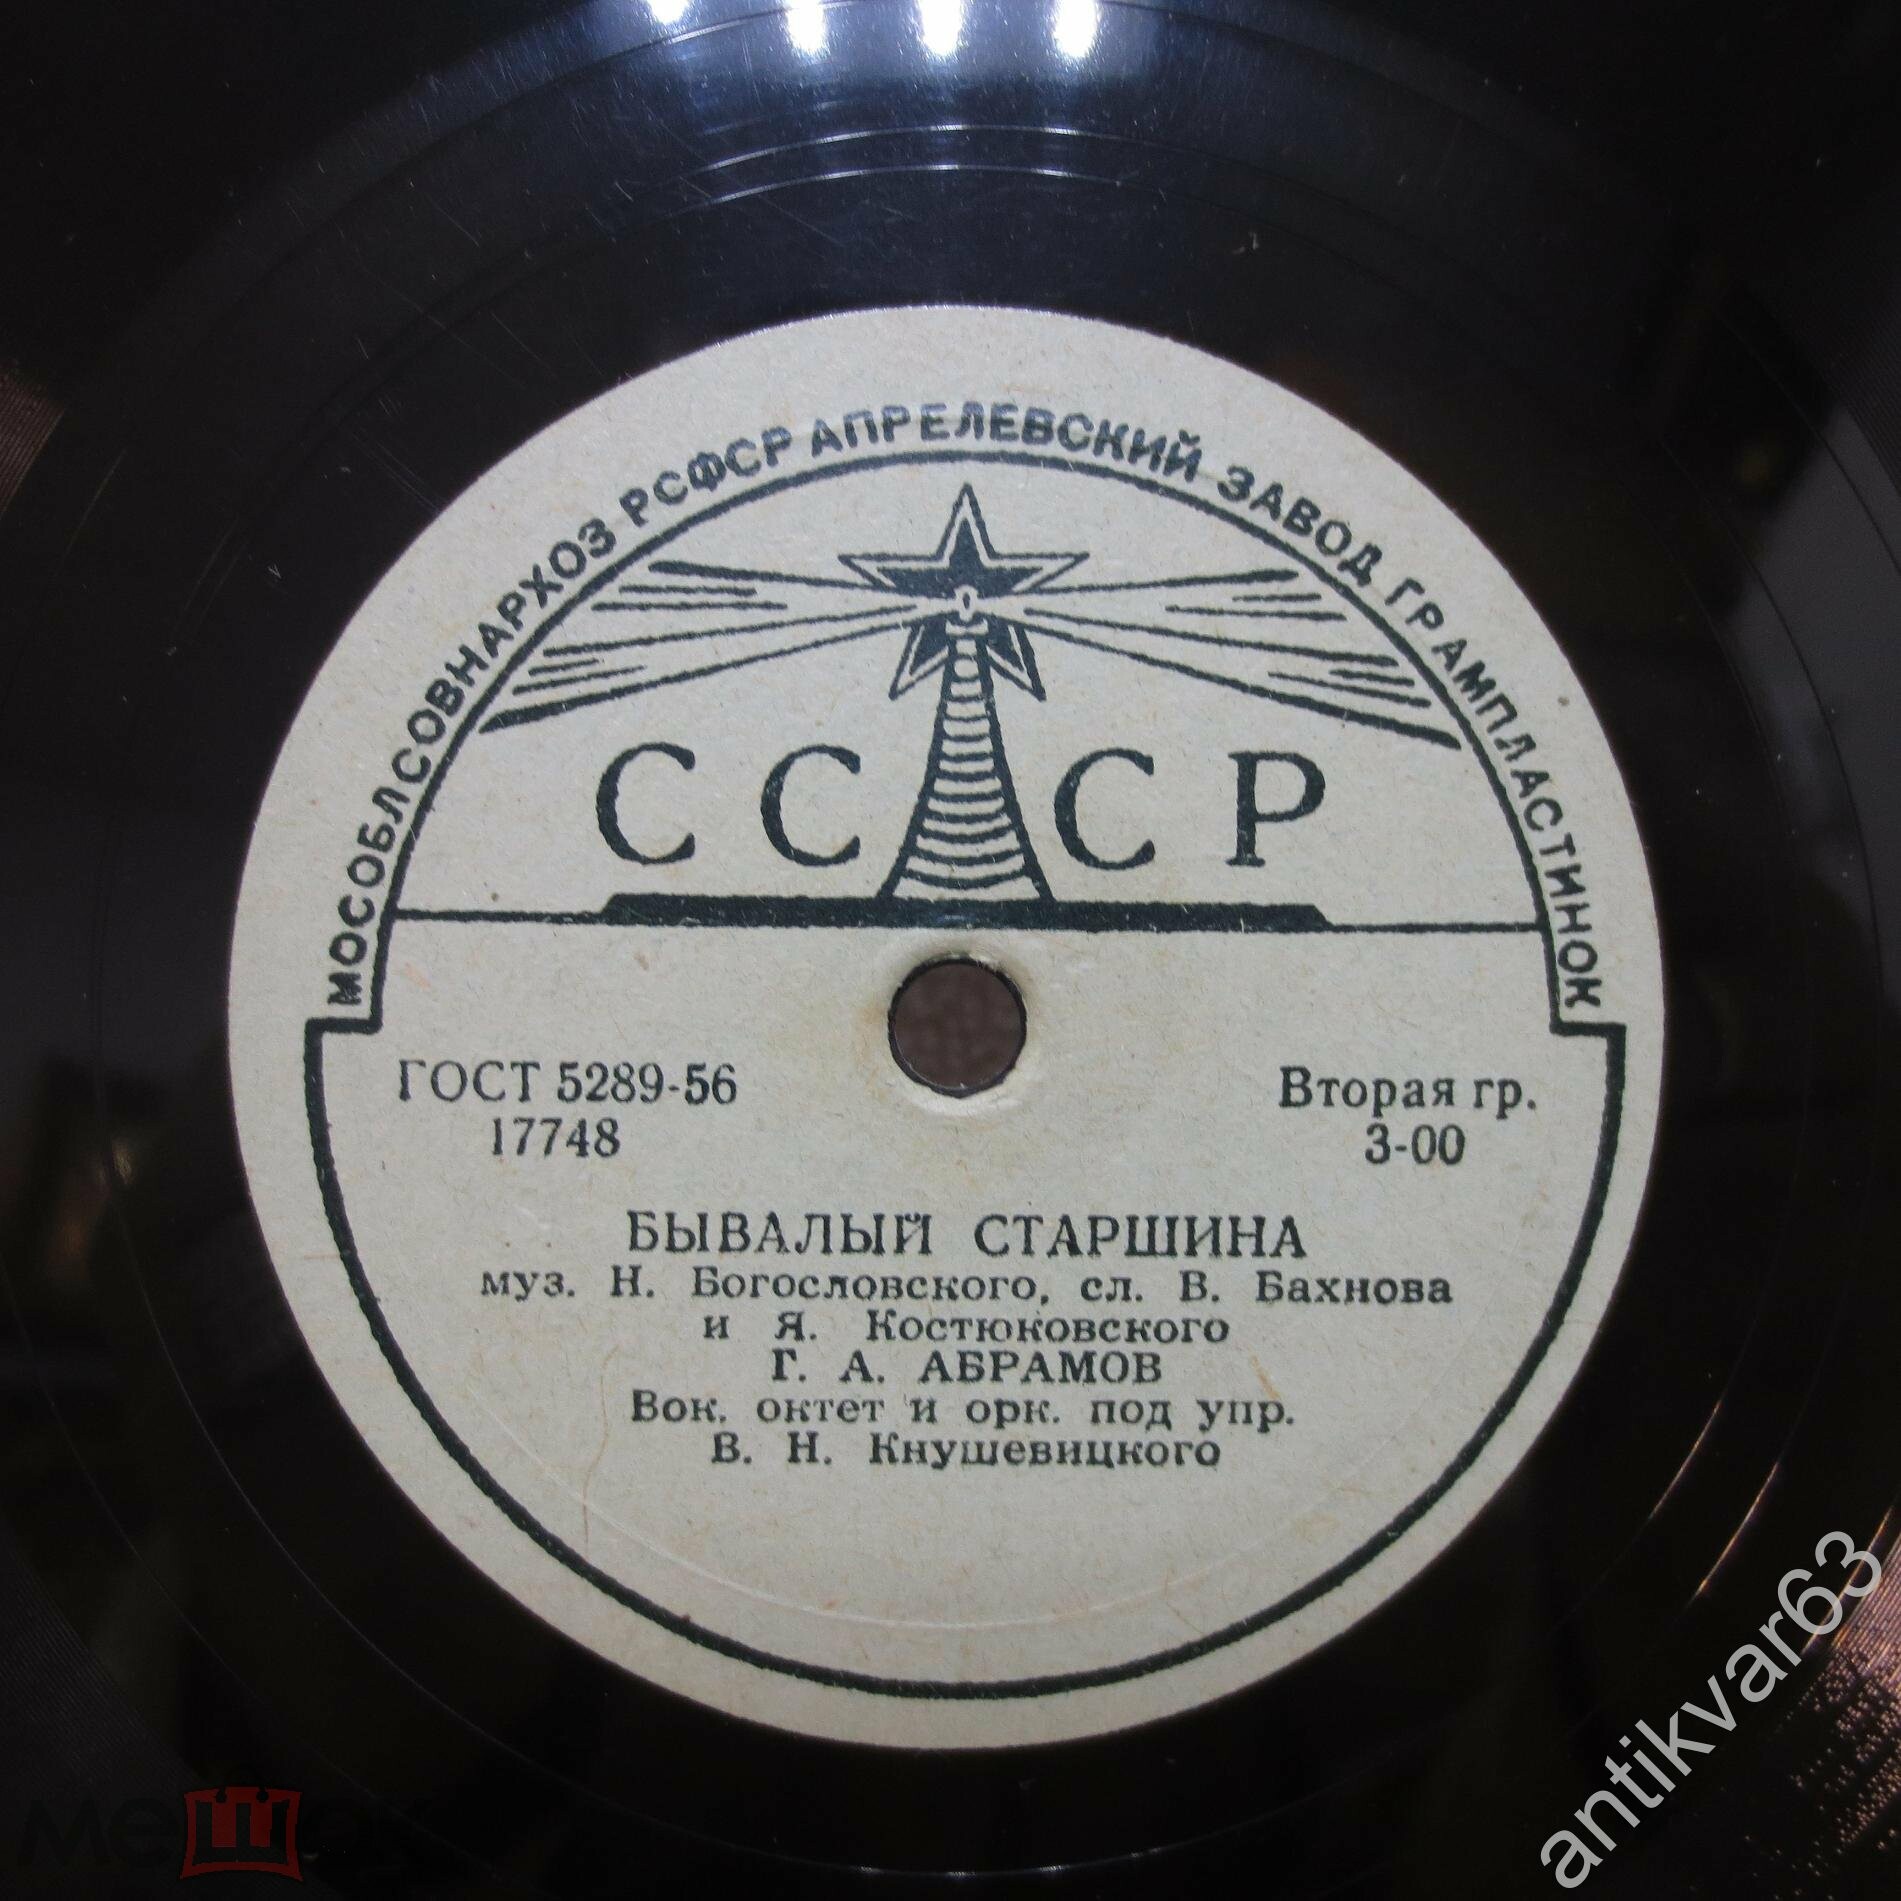 МОСОБЛСОВНАРХОЗ РСФСР АПРЕЛЕВСКИЙ ЗАВОД ГРАМПЛАСТИНОК
СССР
ГОСТ 5289-56
17748
Вторая гр.
3-00
БЫВАЛЫЙ СТАРШИНА
муз. Н. Богословского, сл. В. Бахнова
и Я. Костюковского
Г. А. АБРАМОВ
Вок. октет и орк. под упр.
В. Н. Кнушевицкого
antikvar63